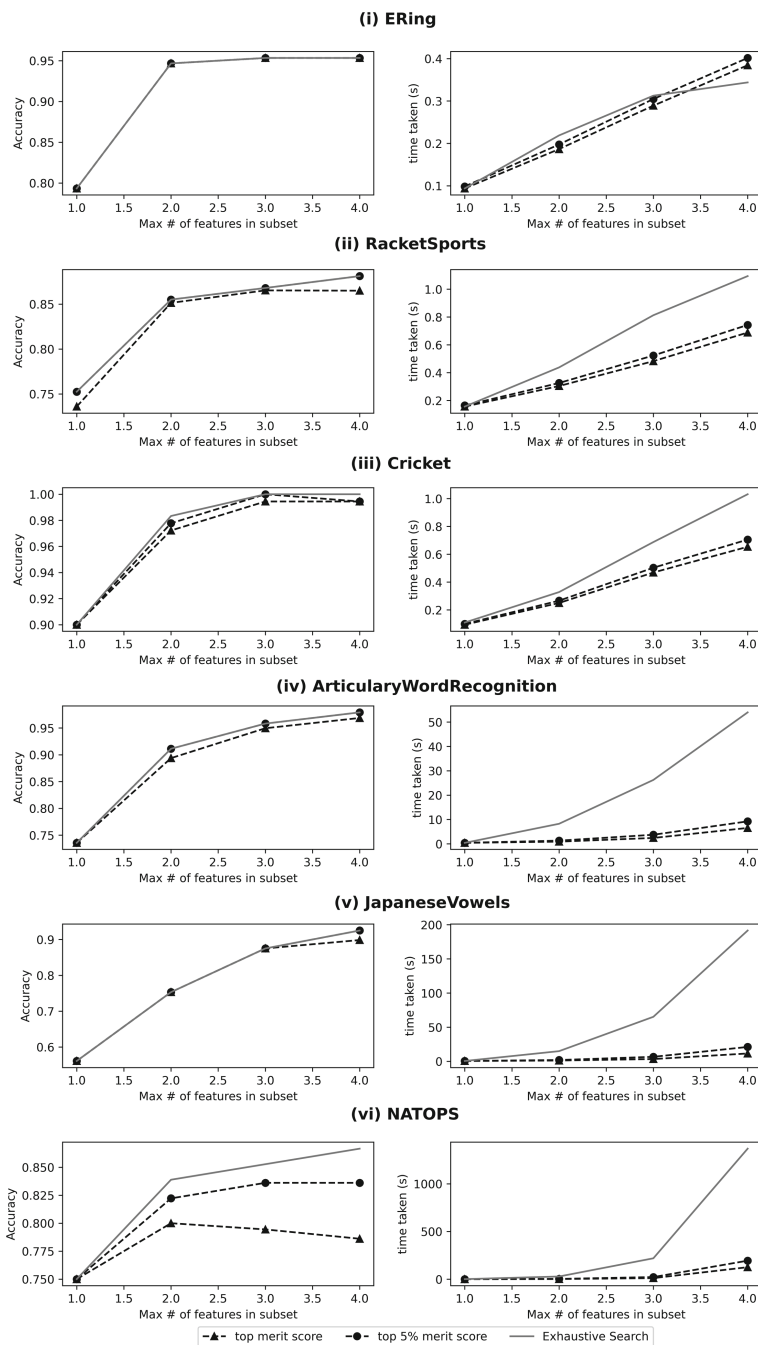 (i) ERing
Accuracy
0.95
0.90
0.85
0.80
1.0 1.5 2.0 2.5 3.0 3.5 4.0
Max # of features in subset
time taken (s)
0.4
0.3
0.2
0.1
1.0 1.5 2.0 2.5 3.0 3.5 4.0
Max # of features in subset
(ii) RacketSports
Accuracy
0.85
0.80
0.75
1.0 1.5 2.0 2.5 3.0 3.5 4.0
Max # of features in subset
time taken (s)
1.0
0.8
0.6
0.4
0.2
1.0 1.5 2.0 2.5 3.0 3.5 4.0
Max # of features in subset
(iii) Cricket
Accuracy
1.00
0.98
0.96
0.94
0.92
0.90
1.0 1.5 2.0 2.5 3.0 3.5 4.0
Max # of features in subset
time taken (s)
1.0
0.8
0.6
0.4
0.2
1.0 1.5 2.0 2.5 3.0 3.5 4.0
Max # of features in subset
(iv) ArticularyWordRecognition
Accuracy
0.95
0.90
0.85
0.80
0.75
1.0 1.5 2.0 2.5 3.0 3.5 4.0
Max # of features in subset
time taken (s)
50
40
30
20
10
0
1.0 1.5 2.0 2.5 3.0 3.5 4.0
Max # of features in subset
(v) JapaneseVowels
Accuracy
0.9
0.8
0.7
0.6
1.0 1.5 2.0 2.5 3.0 3.5 4.0
Max # of features in subset
time taken (s)
200
150
100
50
0
1.0 1.5 2.0 2.5 3.0 3.5 4.0
Max # of features in subset
(vi) NATOPS
Accuracy
0.850
0.825
0.800
0.775
0.750
1.0 1.5 2.0 2.5 3.0 3.5 4.0
Max # of features in subset
time taken (s)
1000
500
0
1.0 1.5 2.0 2.5 3.0 3.5 4.0
Max # of features in subset
top merit score top 5% merit score Exhaustive Search